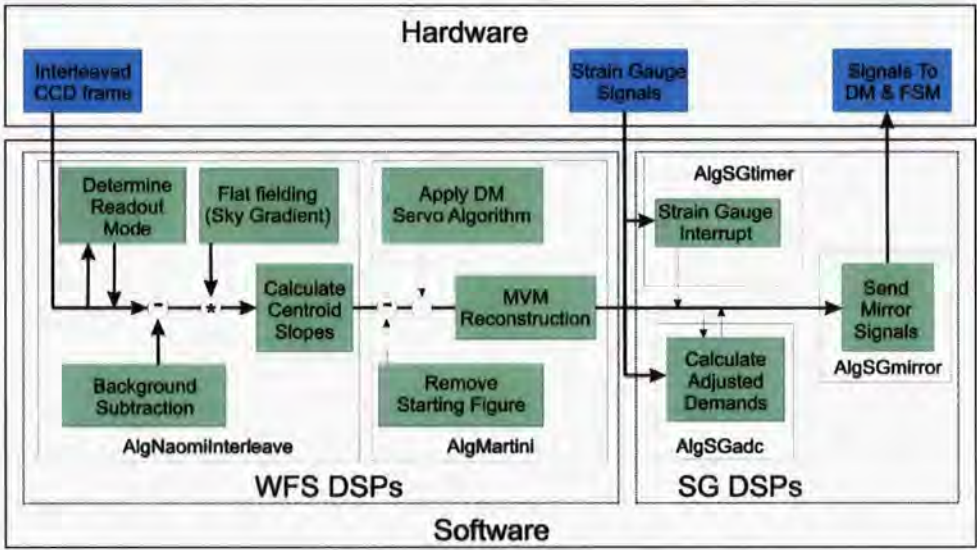 Hardware
Interleaved
CCD frame
Strain Gauge
Signals
Signals To
DM & FSM
Determine
Readout
Mode
Flat fielding
(Sky Gradient)
Apply DM
Servo Algorithm
AlgSGtimer
Strain Gauge
Interrupt
Calculate
Centroid
Slopes
MVM
Reconstruction
Send
Mirror
Signals
-
*
-
Background
Subtraction
Remove
Starting Figure
Calculate
Adjusted
Demands
AlgSGmirror
AlgNaomiInterleave
AlgMartini
AlgSGadc
WFS DSPs
SG DSPs
Software